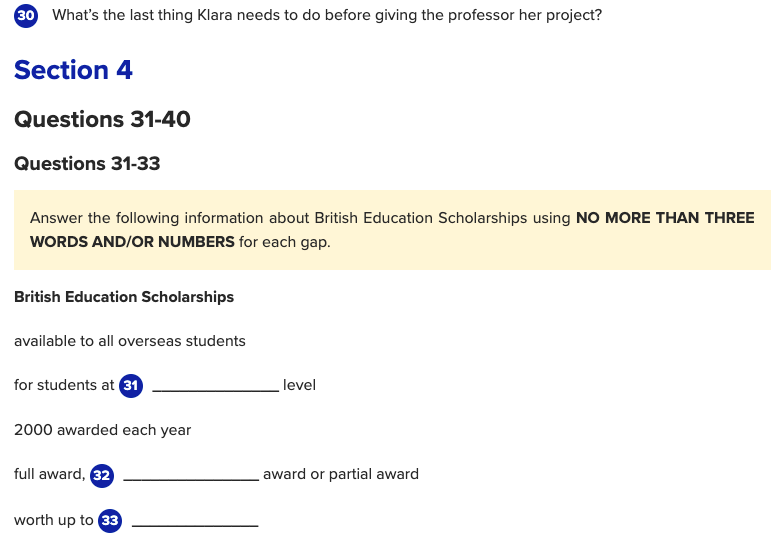 30 What's the last thing Klara needs to do before giving the professor her project?
Section 4
Questions 31-40
Questions 31-33
Answer the following information about British Education Scholarships using NO MORE THAN THREE
WORDS AND/OR NUMBERS for each gap.
British Education Scholarships
available to all overseas students
for students at 31 _______________ level
2000 awarded each year
full award, 32 ________________ award or partial award
worth up to 33 _______________